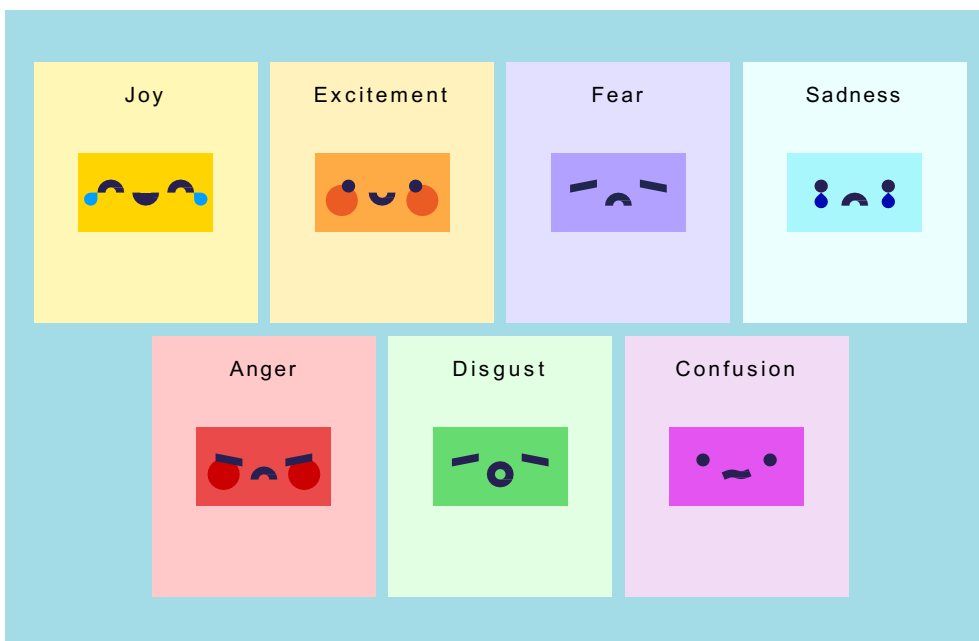 Joy
Excitement
Fear
Sadness
Anger
Disgust
Confusion